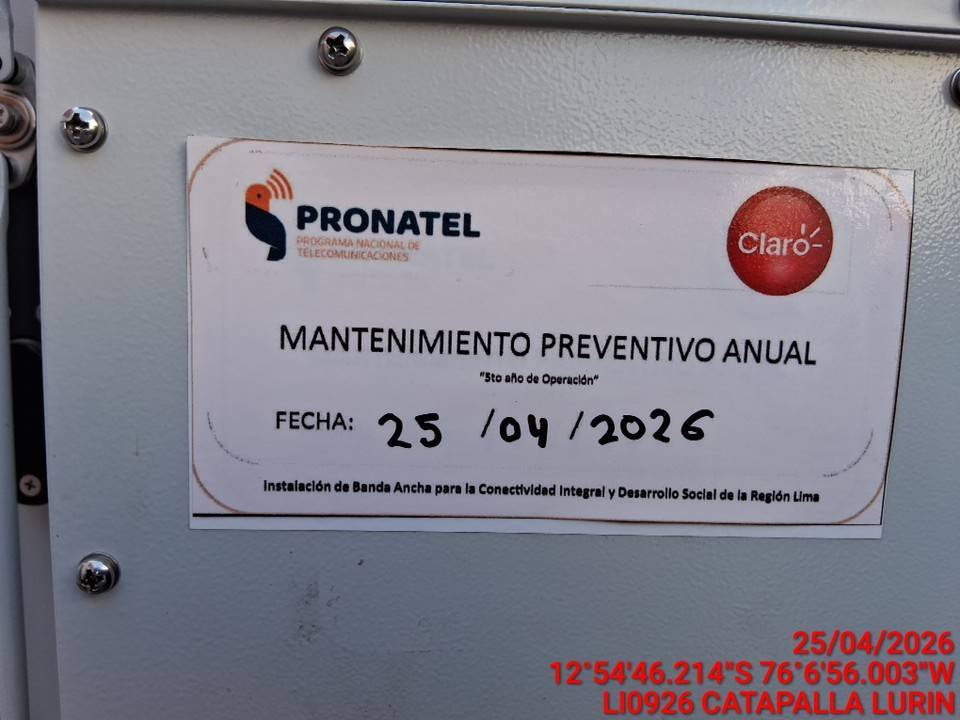 PRONATEL
PROGRAMA NACIONAL DE
TELECOMUNICACIONES
Claro
MANTENIMIENTO PREVENTIVO ANUAL
"5to año de Operación"
FECHA: 25 /04 /2026
Instalación de Banda Ancha para la Conectividad Integral y Desarrollo Social de la Región Lima
25/04/2026
12°54'46.214"S 76°6'56.003"W
LI0926 CATAPALLA LURIN